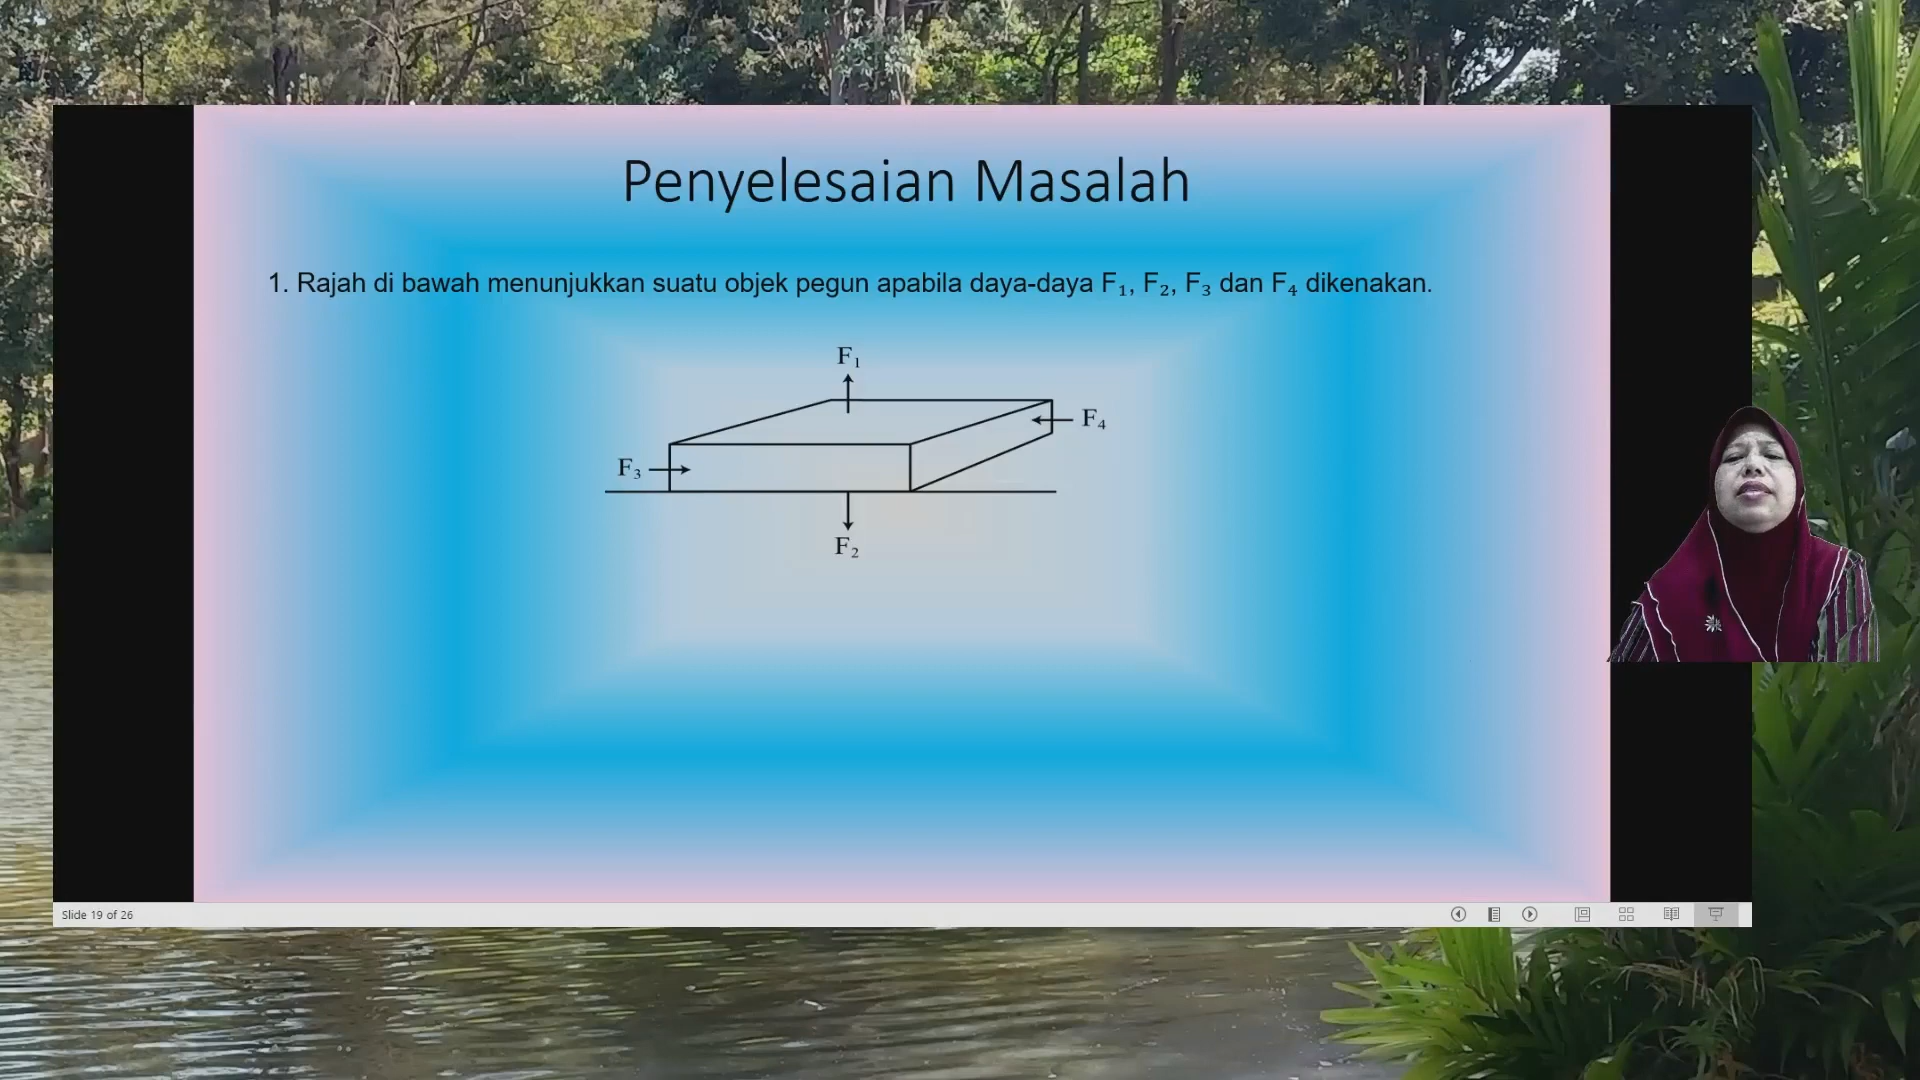 Penyelesaian Masalah
1. Rajah di bawah menunjukkan suatu objek pegun apabila daya-daya F₁, F₂, F₃ dan F₄ dikenakan.
F₁
F₄
F₃
F₂
Slide 19 of 26